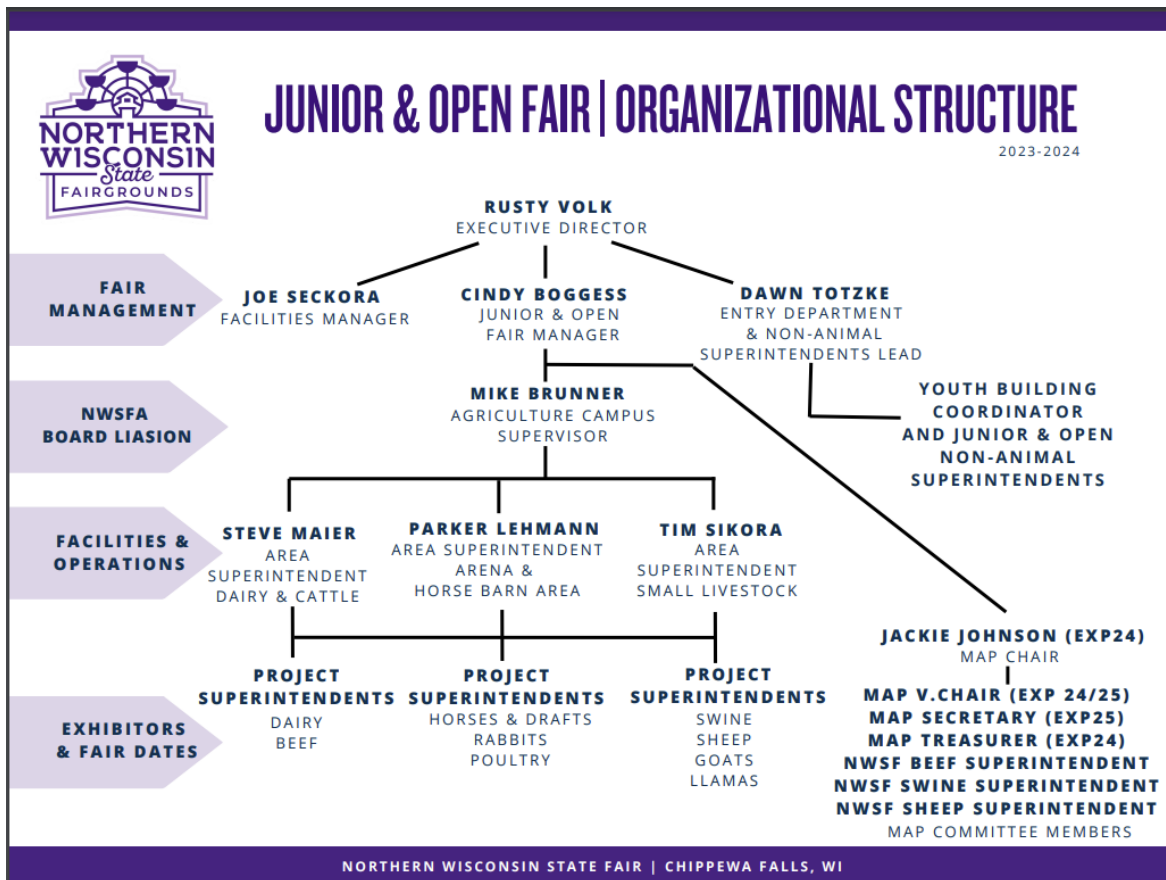 NORTHERN
WISCONSIN
State
FAIRGROUNDS
JUNIOR & OPEN FAIR | ORGANIZATIONAL STRUCTURE
2023-2024
RUSTY VOLK
EXECUTIVE DIRECTOR
FAIR
MANAGEMENT
JOE SECKORA
FACILITIES MANAGER
CINDY BOGGESS
JUNIOR & OPEN
FAIR MANAGER
DAWN TOTZKE
ENTRY DEPARTMENT
& NON-ANIMAL
SUPERINTENDENTS LEAD
NWSFA
BOARD LIASION
MIKE BRUNNER
AGRICULTURE CAMPUS
SUPERVISOR
YOUTH BUILDING
COORDINATOR
AND JUNIOR & OPEN
NON-ANIMAL
SUPERINTENDENTS
FACILITIES &
OPERATIONS
STEVE MAIER
AREA
SUPERINTENDENT
DAIRY & CATTLE
PARKER LEHMANN
AREA SUPERINTENDENT
ARENA &
HORSE BARN AREA
TIM SIKORA
AREA
SUPERINTENDENT
SMALL LIVESTOCK
JACKIE JOHNSON (EXP24)
MAP CHAIR
EXHIBITORS
& FAIR DATES
PROJECT
SUPERINTENDENTS
DAIRY
BEEF
PROJECT
SUPERINTENDENTS
HORSES & DRAFTS
RABBITS
POULTRY
PROJECT
SUPERINTENDENTS
SWINE
SHEEP
GOATS
LLAMAS
MAP V.CHAIR (EXP 24/25)
MAP SECRETARY (EXP25)
MAP TREASURER (EXP24)
NWSF BEEF SUPERINTENDENT
NWSF SWINE SUPERINTENDENT
NWSF SHEEP SUPERINTENDENT
MAP COMMITTEE MEMBERS
NORTHERN WISCONSIN STATE FAIR | CHIPPEWA FALLS, WI